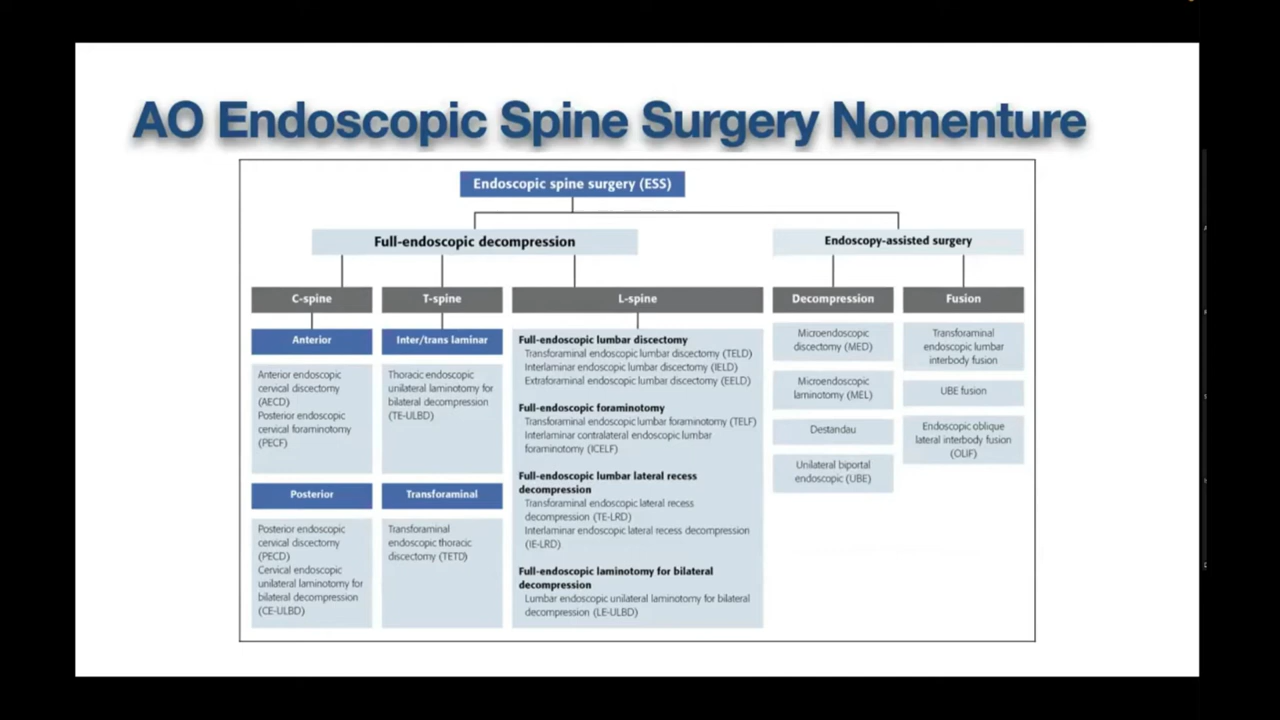 AO Endoscopic Spine Surgery Nomenture
Endoscopic spine surgery (ESS)
Full-endoscopic decompression
C-spine
Anterior
Anterior endoscopic
cervical discectomy
(AECD)
Posterior endoscopic
cervical foraminotomy
(PECF)
Posterior
Posterior endoscopic
cervical discectomy
(PECD)
Cervical endoscopic
unilateral laminotomy for
bilateral decompression
(CE-ULBD)
T-spine
Inter/trans laminar
Thoracic endoscopic
unilateral laminotomy for
bilateral decompression
(TE-ULBD)
Transforaminal
Transforaminal
endoscopic thoracic
discectomy (TETD)
L-spine
Full-endoscopic lumbar discectomy
Transforaminal endoscopic lumbar discectomy (TELD)
Interlaminar endoscopic lumbar discectomy (IELD)
Extraforaminal endoscopic lumbar discectomy (EELD)
Full-endoscopic foraminotomy
Transforaminal endoscopic lumbar foraminotomy (TELF)
Interlaminar contralateral endoscopic lumbar
foraminotomy (ICELF)
Full-endoscopic lumbar lateral recess
decompression
Transforaminal endoscopic lateral recess
decompression (TE-LRD)
Interlaminar endoscopic lateral recess decompression
(IE-LRD)
Full-endoscopic laminotomy for bilateral
decompression
Lumbar endoscopic unilateral laminotomy for bilateral
decompression (LE-ULBD)
Endoscopy-assisted surgery
Decompression
Microendoscopic
discectomy (MED)
Microendoscopic
laminotomy (MEL)
Destandau
Unilateral biportal
endoscopic (UBE)
Fusion
Transforaminal
endoscopic lumbar
interbody fusion
UBE fusion
Endoscopic oblique
lateral interbody fusion
(OLIF)